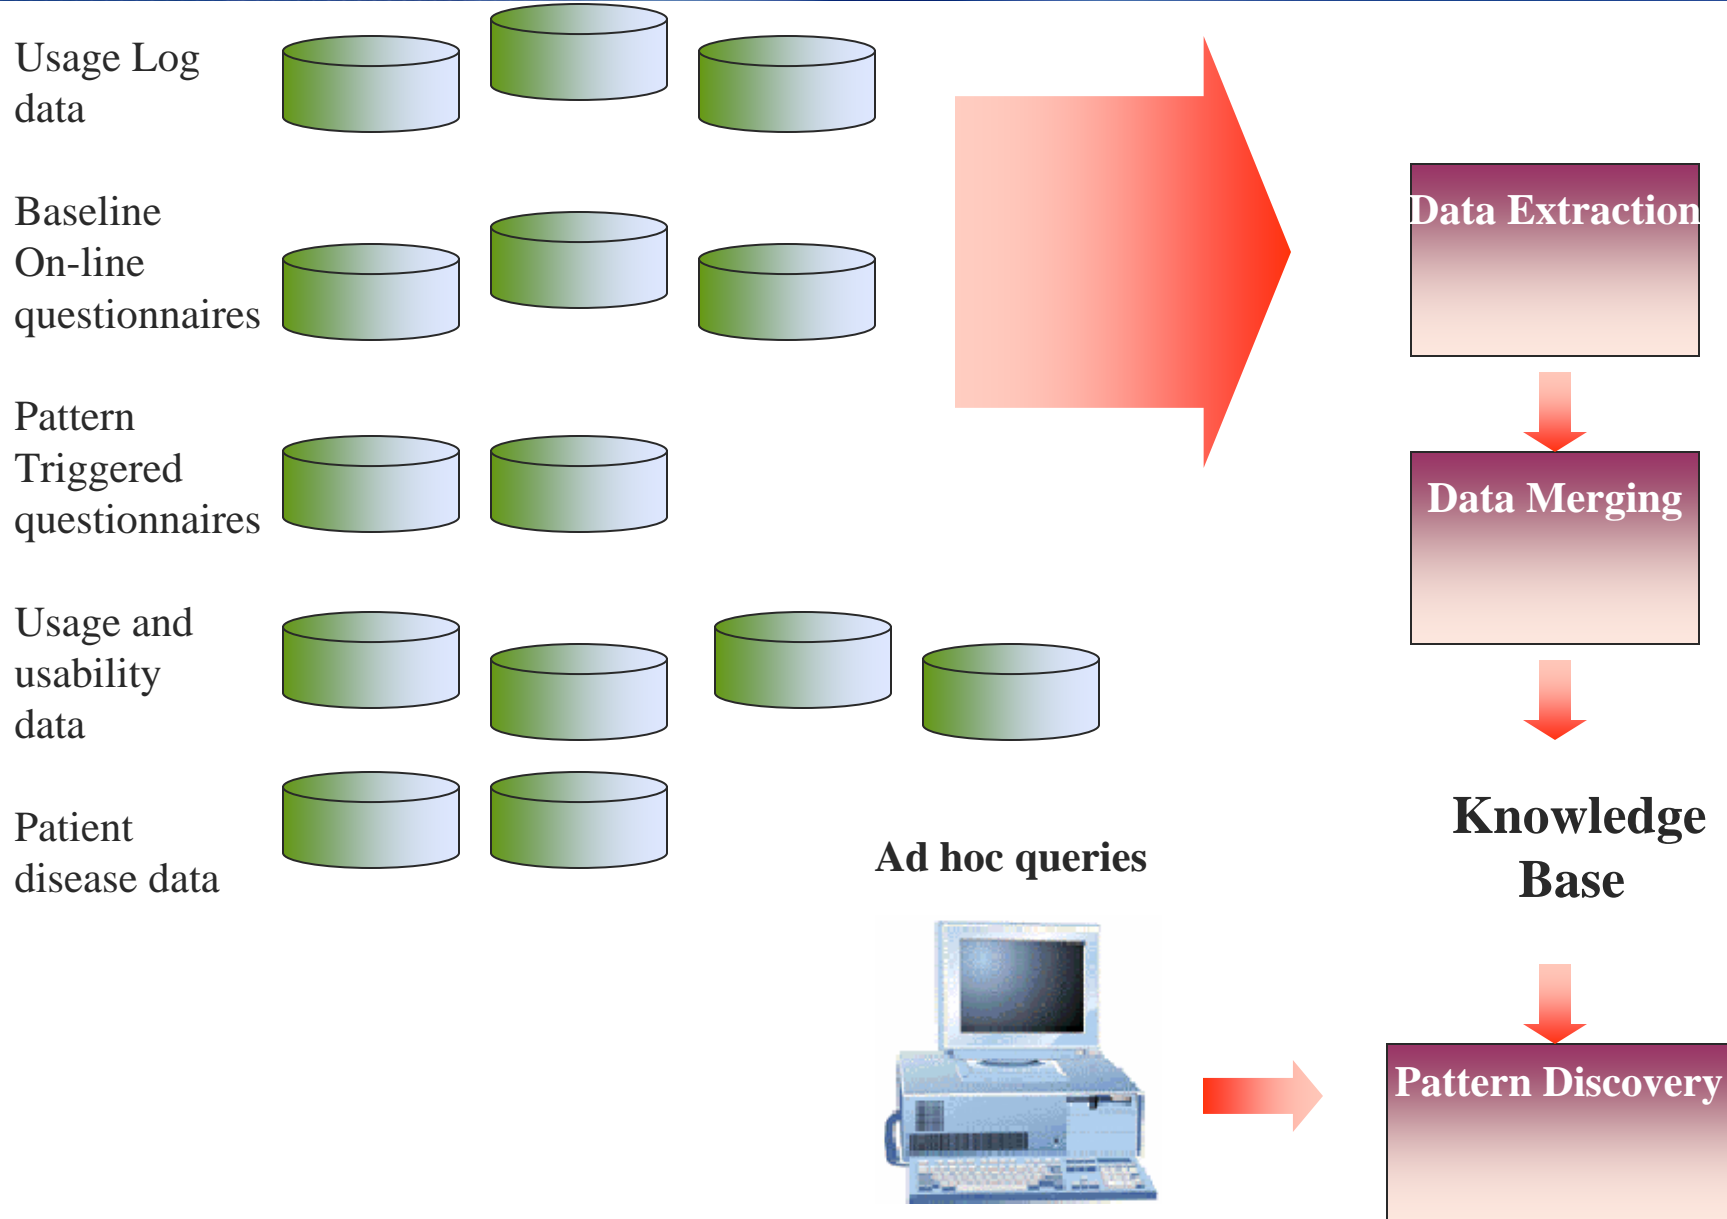 Usage Log
data
Baseline
On-line
questionnaires
Pattern
Triggered
questionnaires
Usage and
usability
data
Patient
disease data
Ad hoc queries
Data Extraction
Data Merging
Knowledge
Base
Pattern Discovery